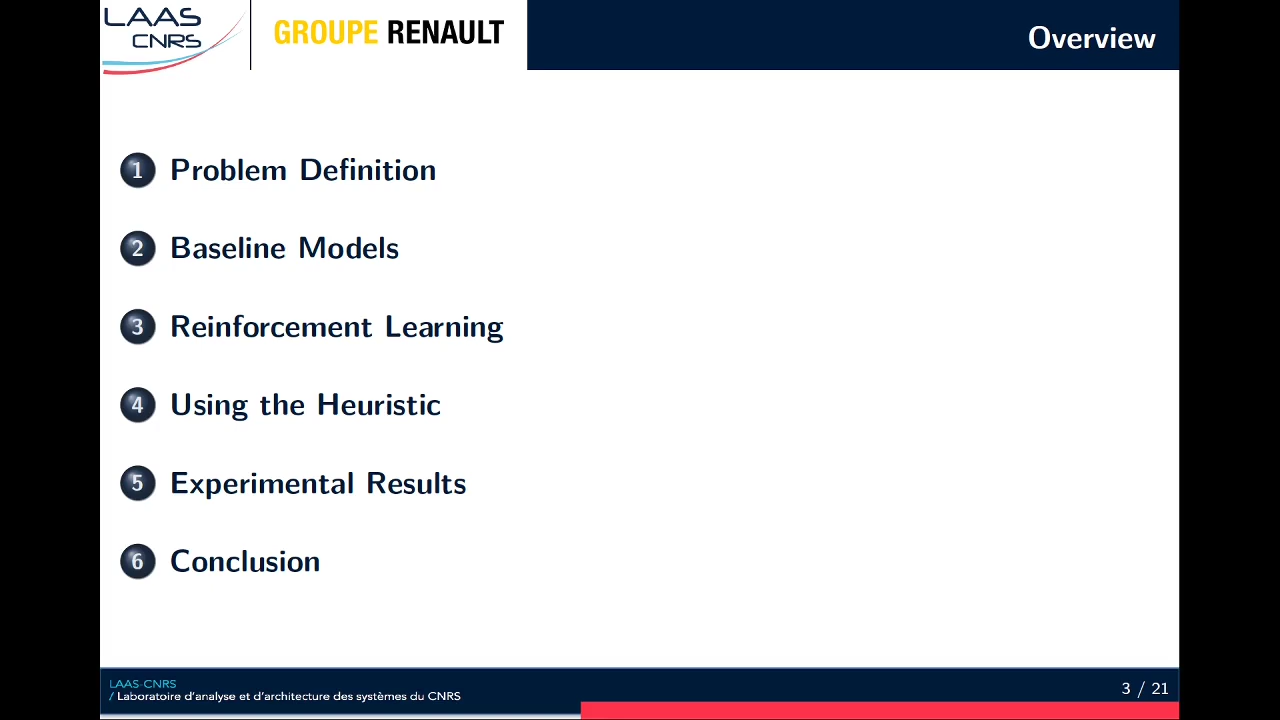 LAAS
CNRS
GROUPE RENAULT
Overview
1 Problem Definition
2 Baseline Models
3 Reinforcement Learning
4 Using the Heuristic
5 Experimental Results
6 Conclusion
LAAS-CNRS
/ Laboratoire d'analyse et d'architecture des systèmes du CNRS
3 / 21